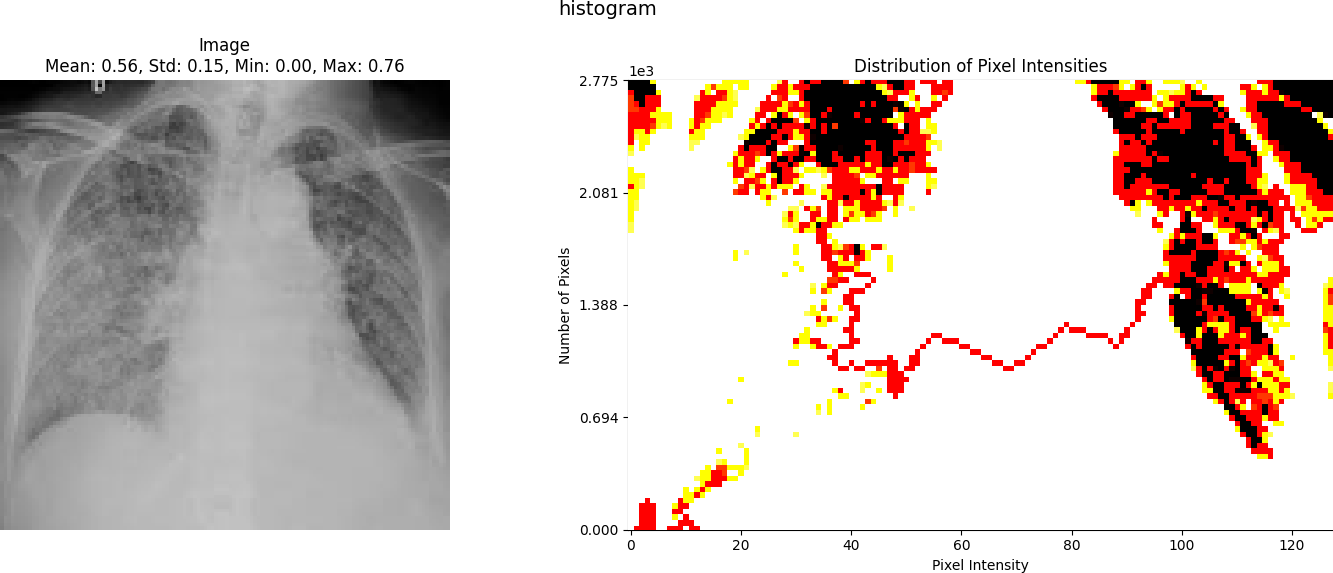 histogram
Image
Mean: 0.56, Std: 0.15, Min: 0.00, Max: 0.76
Distribution of Pixel Intensities
1e3
2.775
2.081
1.388
0.694
0.000
Number of Pixels
0 20 40 60 80 100 120
Pixel Intensity